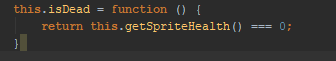 this.isDead = function () {
    return this.getSpriteHealth() === 0;
}